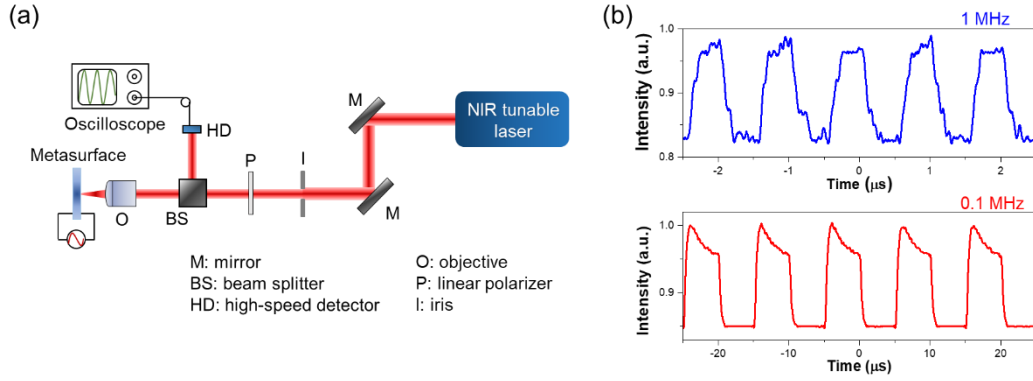 (a)
M
NIR tunable
laser
Oscilloscope
HD
Metasurface
P
I
O
BS
M
M: mirror
BS: beam splitter
HD: high-speed detector
O: objective
P: linear polarizer
I: iris
(b)
1 MHz
Intensity (a.u.)
1.0
0.9
0.8
-2
-1
0
1
2
Time (μs)
0.1 MHz
Intensity (a.u.)
1.0
0.9
-20
-10
0
10
20
Time (μs)